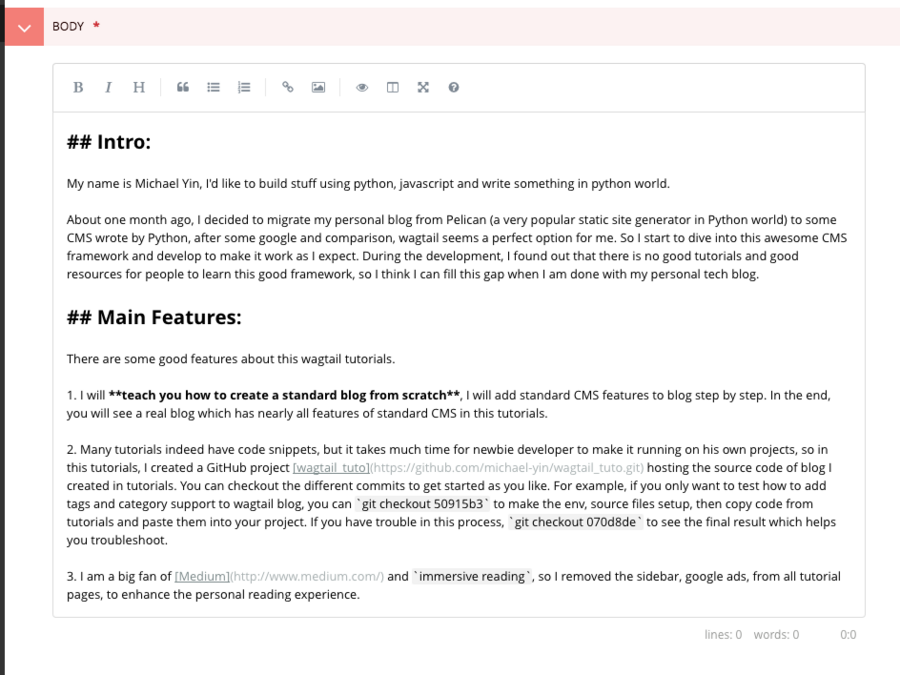 BODY *
B I H
## Intro:
My name is Michael Yin, I'd like to build stuff using python, javascript and write something in python world.
About one month ago, I decided to migrate my personal blog from Pelican (a very popular static site generator in Python world) to some
CMS wrote by Python, after some google and comparison, wagtail seems a perfect option for me. So I start to dive into this awesome CMS
framework and develop to make it work as I expect. During the development, I found out that there is no good tutorials and good
resources for people to learn this good framework, so I think I can fill this gap when I am done with my personal tech blog.
## Main Features:
There are some good features about this wagtail tutorials.
1. I will **teach you how to create a standard blog from scratch**, I will add standard CMS features to blog step by step. In the end,
you will see a real blog which has nearly all features of standard CMS in this tutorials.
2. Many tutorials indeed have code snippets, but it takes much time for newbie developer to make it running on his own projects, so in
this tutorials, I created a GitHub project [wagtail_tuto](https://github.com/michael-yin/wagtail_tuto.git) hosting the source code of blog I
created in tutorials. You can checkout the different commits to get started as you like. For example, if you only want to test how to add
tags and category support to wagtail blog, you can `git checkout 50915b3` to make the env, source files setup, then copy code from
tutorials and paste them into your project. If you have trouble in this process, `git checkout 070d8de` to see the final result which helps
you troubleshoot.
3. I am a big fan of [Medium](http://www.medium.com/) and `immersive reading`, so I removed the sidebar, google ads, from all tutorial
pages, to enhance the personal reading experience.
lines: 0 words: 0 0:0